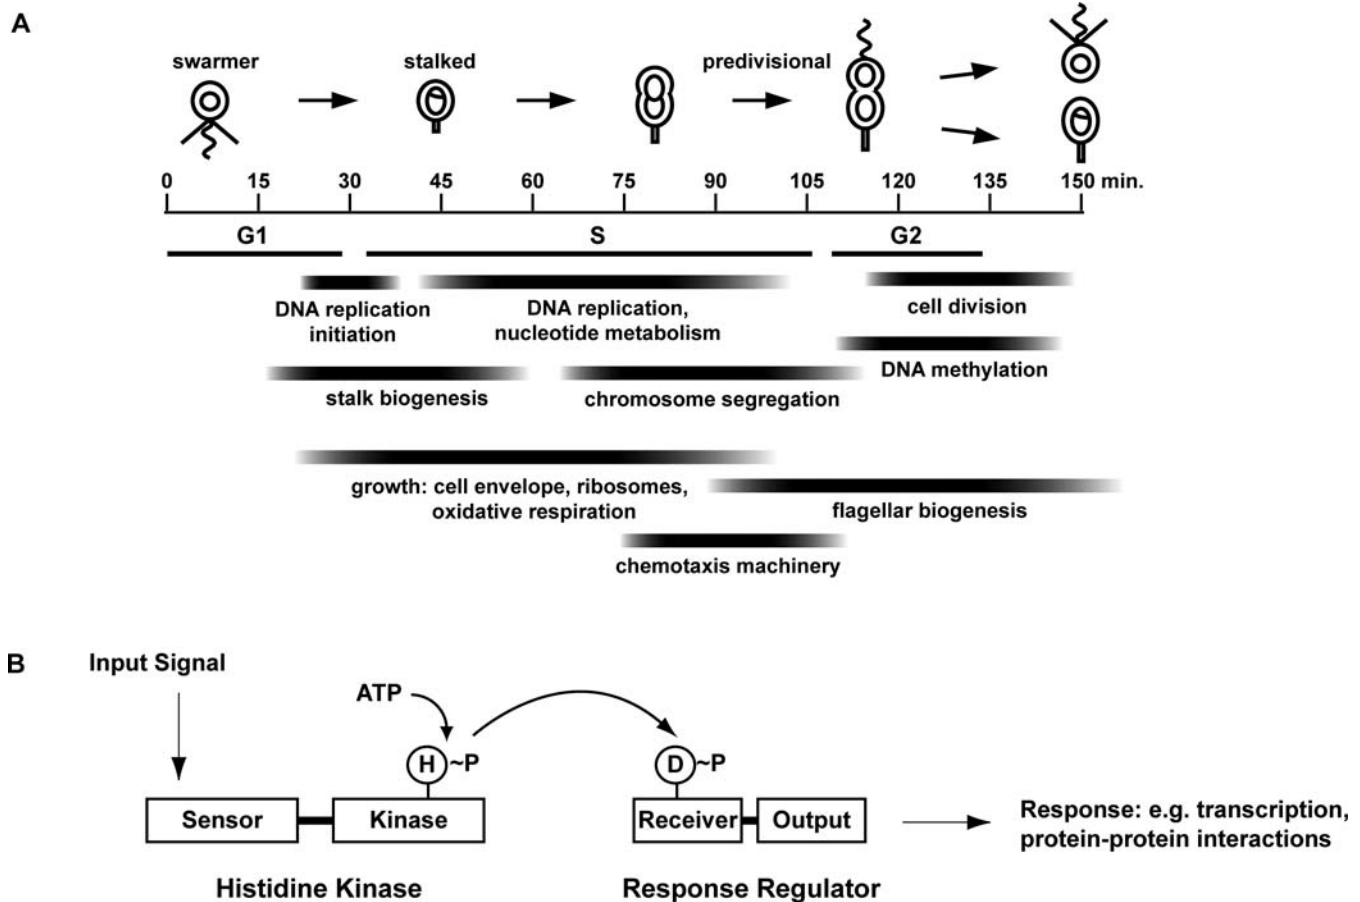 A
swarmer
stalked
predivisional
0 15 30 45 60 75 90 105 120 135 150 min.
G1 S G2
DNA replication
initiation
DNA replication,
nucleotide metabolism
cell division
DNA methylation
stalk biogenesis
chromosome segregation
growth: cell envelope, ribosomes,
oxidative respiration
flagellar biogenesis
chemotaxis machinery
B
Input Signal
ATP
H ~P
D ~P
Sensor
Kinase
Receiver
Output
Response: e.g. transcription,
protein-protein interactions
Histidine Kinase
Response Regulator